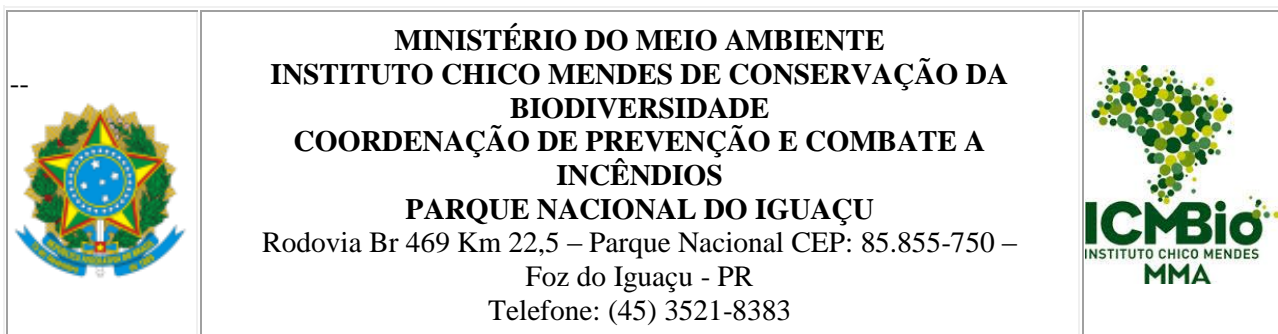 --
MINISTÉRIO DO MEIO AMBIENTE
INSTITUTO CHICO MENDES DE CONSERVAÇÃO DA
BIODIVERSIDADE
COORDENAÇÃO DE PREVENÇÃO E COMBATE A
INCÊNDIOS
PARQUE NACIONAL DO IGUAÇU
Rodovia Br 469 Km 22,5 – Parque Nacional CEP: 85.855-750 –
Foz do Iguaçu - PR
Telefone: (45) 3521-8383
ICMBio
INSTITUTO CHICO MENDES
MMA